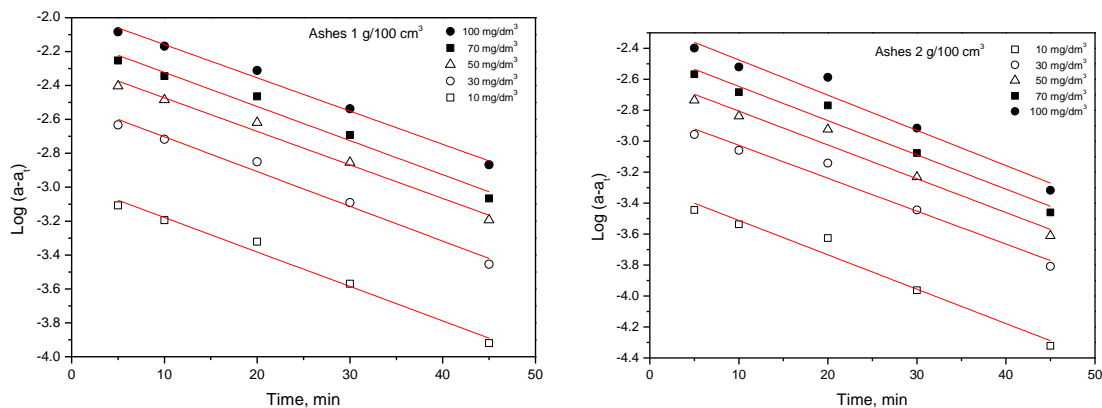 Ashes 1 g/100 cm³
100 mg/dm³
70 mg/dm³
50 mg/dm³
30 mg/dm³
10 mg/dm³
-2.0
-2.2
-2.4
-2.6
-2.8
-3.0
-3.2
-3.4
-3.6
-3.8
-4.0
Log (a-aₜ)
0
10
20
30
40
50
Time, min
Ashes 2 g/100 cm³
10 mg/dm³
30 mg/dm³
50 mg/dm³
70 mg/dm³
100 mg/dm³
-2.4
-2.6
-2.8
-3.0
-3.2
-3.4
-3.6
-3.8
-4.0
-4.2
-4.4
Log (a-aₜ)
0
10
20
30
40
50
Time, min